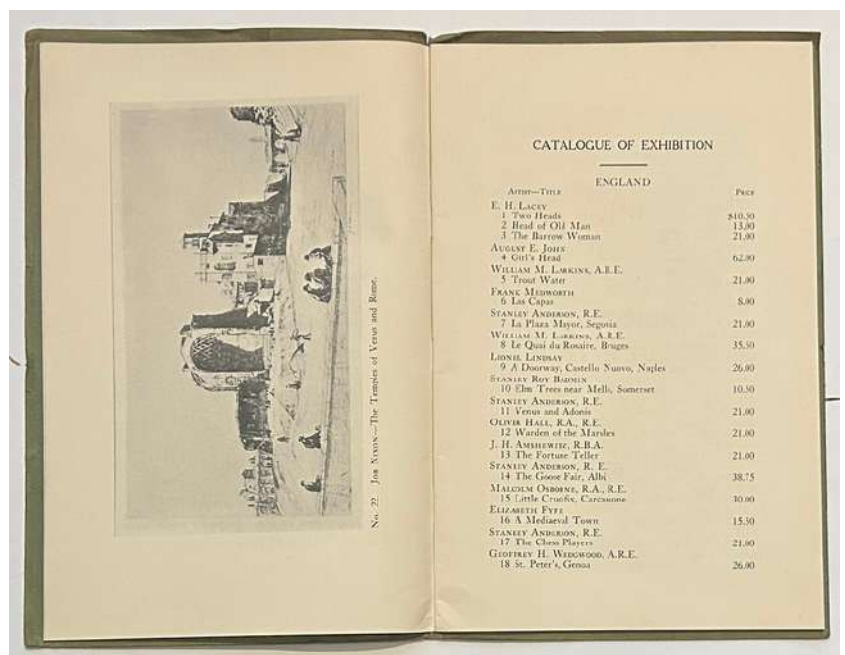 No. 22. JOB NIXON—The Temples of Venus and Rome.
CATALOGUE OF EXHIBITION
ENGLAND
ARTIST—TITLE PRICE
E. H. LACEY
1 Two Heads $10.50
2 Head of Old Man 13.00
3 The Barrow Woman 21.00
AUGUST E. JOHN
4 Girl's Head 62.00
WILLIAM M. LARKINS, A.R.E.
5 Trout Water 21.00
FRANK MEDWORTH
6 Las Capas 8.00
STANLEY ANDERSON, R.E.
7 La Plaza Mayor, Segovia 21.00
WILLIAM M. LARKINS, A.R.E.
8 Le Quai du Rosaire, Bruges 35.50
LIONEL LINDSAY
9 A Doorway, Castello Nuovo, Naples 26.00
STANLEY ROY BADMIN
10 Elm Trees near Mells, Somerset 10.50
STANLEY ANDERSON, R.E.
11 Venus and Adonis 21.00
OLIVER HALL, R.A., R.E.
12 Warden of the Marshes 21.00
J. H. AMSHEWITZ, R.B.A.
13 The Fortune Teller 21.00
STANLEY ANDERSON, R. E.
14 The Goose Fair, Albi 38.75
MALCOLM OSBORNE, R.A., R.E.
15 Little Crucifix, Carcassone
ELIZABETH FYFE
16 A Mediaeval Town 15.50
STANLEY ANDERSON, R.E.
17 The Chess Players 21.00
GEOFFREY H. WEDGWOOD, A.R.E.
18 St. Peter's, Genoa 26.00